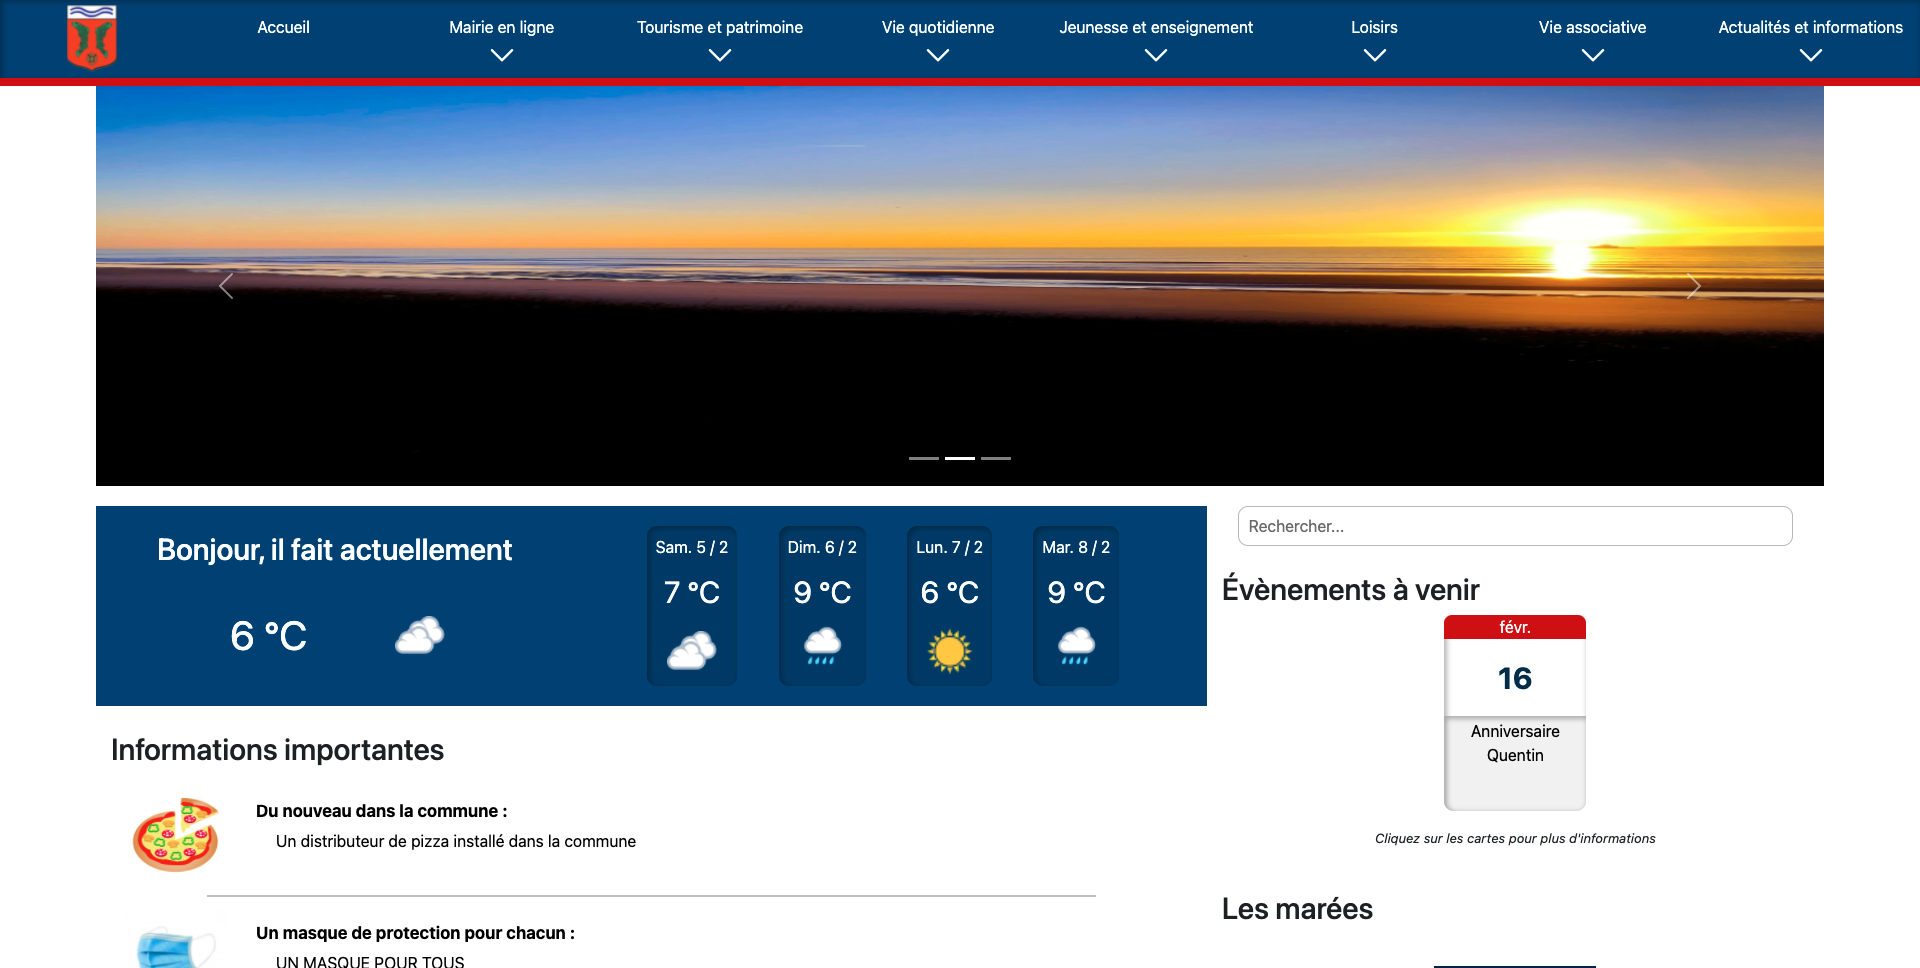 Accueil
Mairie en ligne
Tourisme et patrimoine
Vie quotidienne
Jeunesse et enseignement
Loisirs
Vie associative
Actualités et informations
Bonjour, il fait actuellement
6 °C
Sam. 5 / 2
7 °C
Dim. 6 / 2
9 °C
Lun. 7 / 2
6 °C
Mar. 8 / 2
9 °C
Rechercher...
Évènements à venir
févr.
16
Anniversaire
Quentin
Cliquez sur les cartes pour plus d'informations
Informations importantes
Du nouveau dans la commune :
Un distributeur de pizza installé dans la commune
Un masque de protection pour chacun :
UN MASQUE POUR TOUS
Les marées